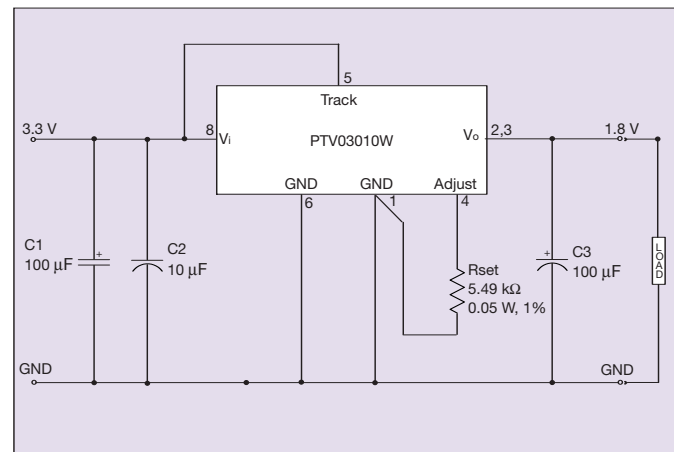 5
Track
3.3 V
8
Vi
PTV03010W
Vo
2,3
1.8 V
GND
GND
Adjust
6
1
4
C1
+
100 µF
C2
10 µF
Rset
5.49 kΩ
0.05 W, 1%
+
C3
100 µF
LOAD
GND
GND